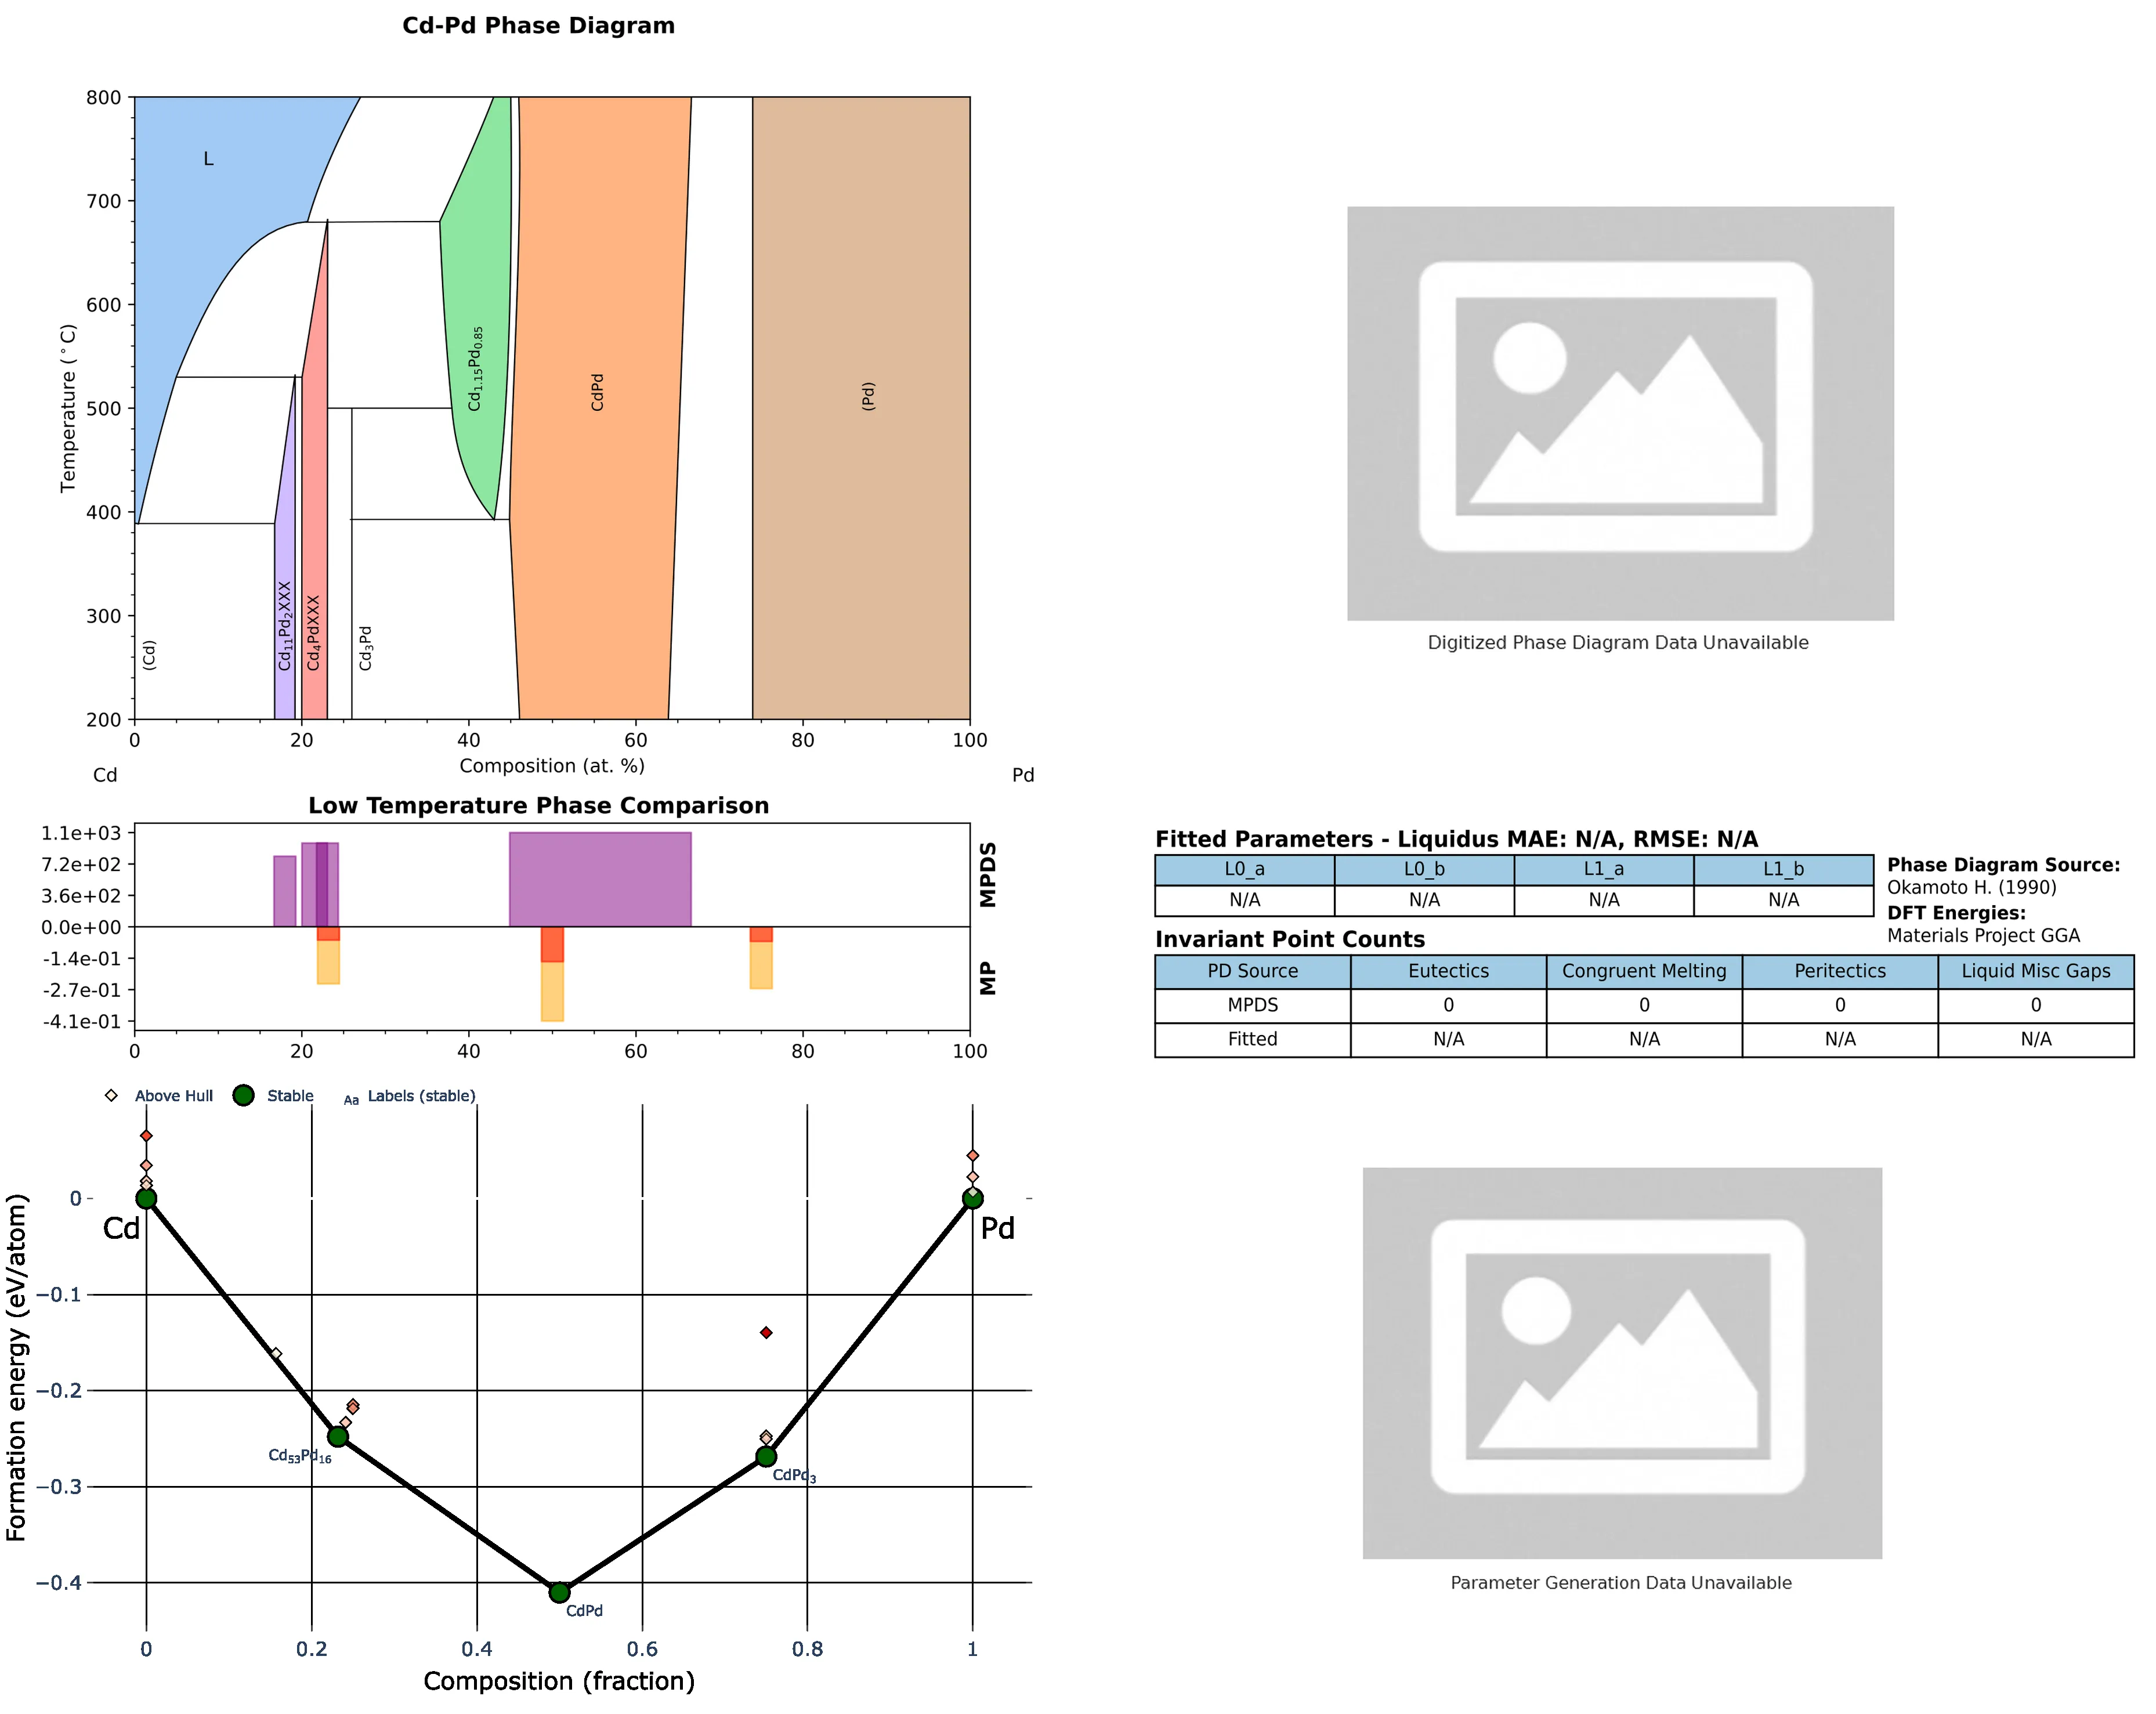 Cd-Pd Phase Diagram
800
700
600
500
400
300
200
Temperature (°C)
L
(Cd)
Cd11Pd2XXX
Cd4PdXXX
Cd3Pd
Cd1.15Pd0.85
CdPd
(Pd)
0 20 40 60 80 100
Composition (at. %)
Cd Pd
Digitized Phase Diagram Data Unavailable
Low Temperature Phase Comparison
1.1e+03
7.2e+02
3.6e+02
0.0e+00
-1.4e-01
-2.7e-01
-4.1e-01
MPDS
MP
0 20 40 60 80 100
Fitted Parameters - Liquidus MAE: N/A, RMSE: N/A
L0_a L0_b L1_a L1_b
N/A N/A N/A N/A
Phase Diagram Source:
Okamoto H. (1990)
DFT Energies:
Materials Project GGA
Invariant Point Counts
PD Source Eutectics Congruent Melting Peritectics Liquid Misc Gaps
MPDS 0 0 0 0
Fitted N/A N/A N/A N/A
Above Hull Stable Aa Labels (stable)
0
−0.1
−0.2
−0.3
−0.4
Formation energy (eV/atom)
Cd
Pd
Cd53Pd16
CdPd3
CdPd
0 0.2 0.4 0.6 0.8 1
Composition (fraction)
Parameter Generation Data Unavailable